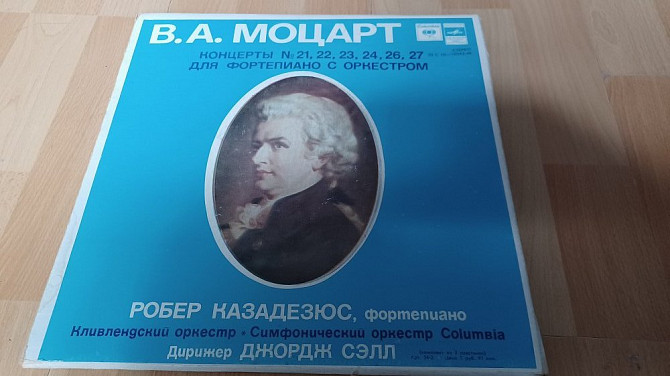 В.А. МОЦАРТ
КОНЦЕРТЫ № 21, 22, 23, 24, 26, 27
ДЛЯ ФОРТЕПИАНО С ОРКЕСТРОМ
РОБЕР КАЗАДЕЗЮС, фортепиано
Кливлендский оркестр • Симфонический оркестр Columbia
Дирижер ДЖОРДЖ СЭЛЛ